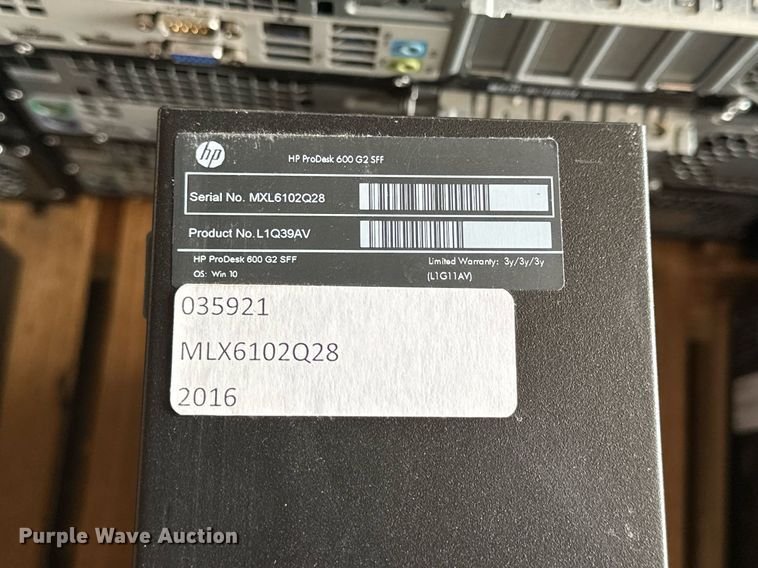 hp
HP ProDesk 600 G2 SFF
Serial No. MXL6102Q28
Product No. L1Q39AV
HP ProDesk 600 G2 SFF
Limited Warranty: 3y/3y/3y
OS: Win 10
(L1G11AV)
035921
MLX6102Q28
2016
Purple Wave Auction